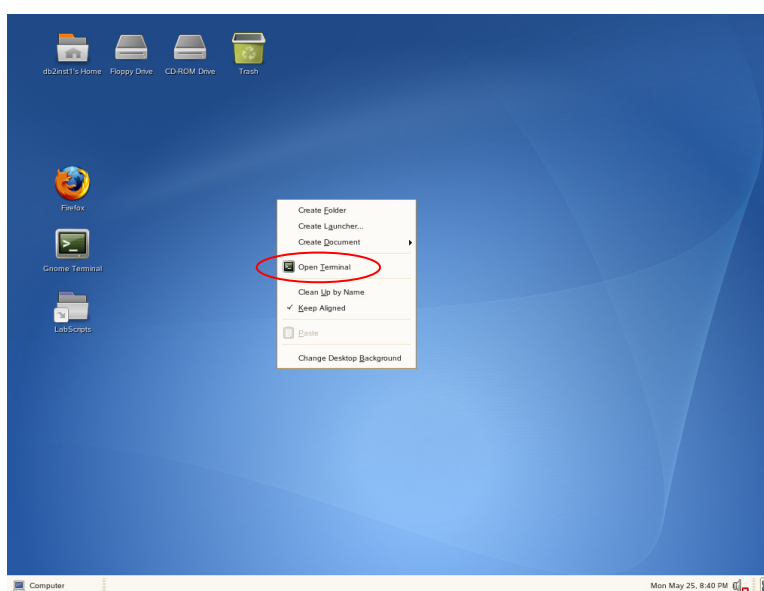 db2inst1's Home Floppy Drive CD-ROM Drive Trash
Firefox
Gnome Terminal
LabScripts
Create Folder
Create Launcher...
Create Document
Open Terminal
Clean Up by Name
Keep Aligned
Paste
Change Desktop Background
Computer Mon May 25, 8:40 PM